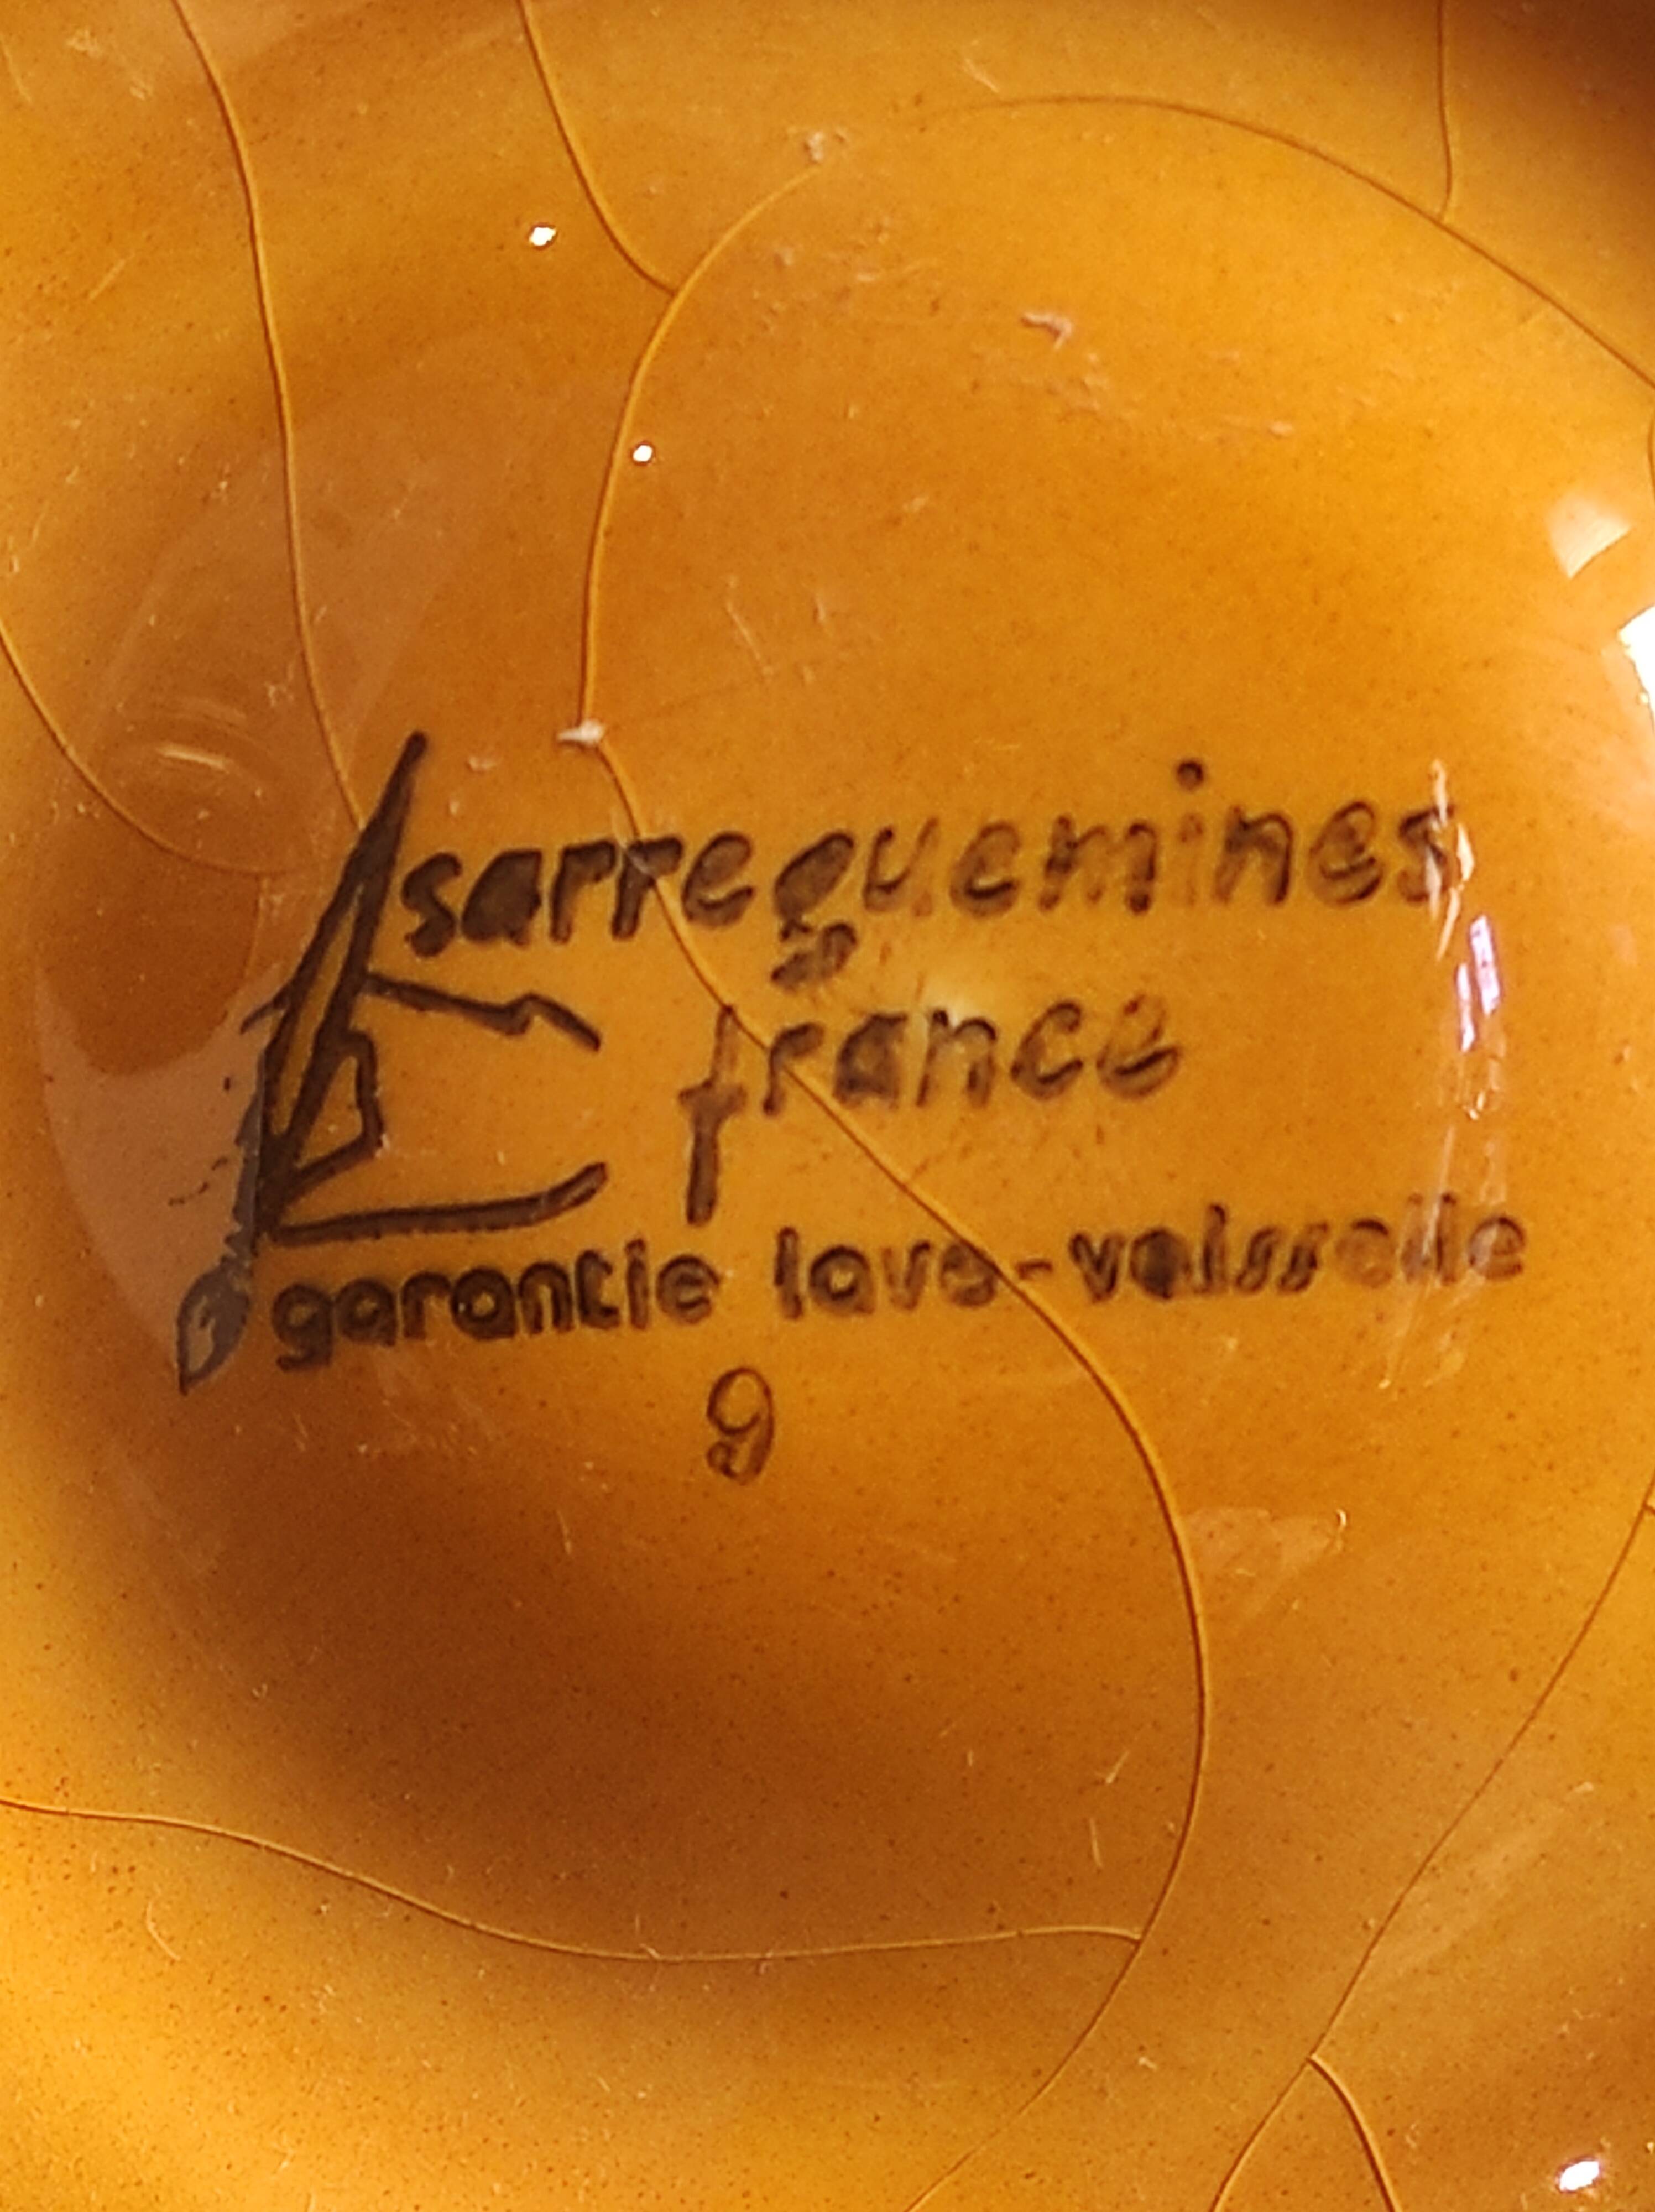 sarreguemines
france
garantie lave-vaisselle
9